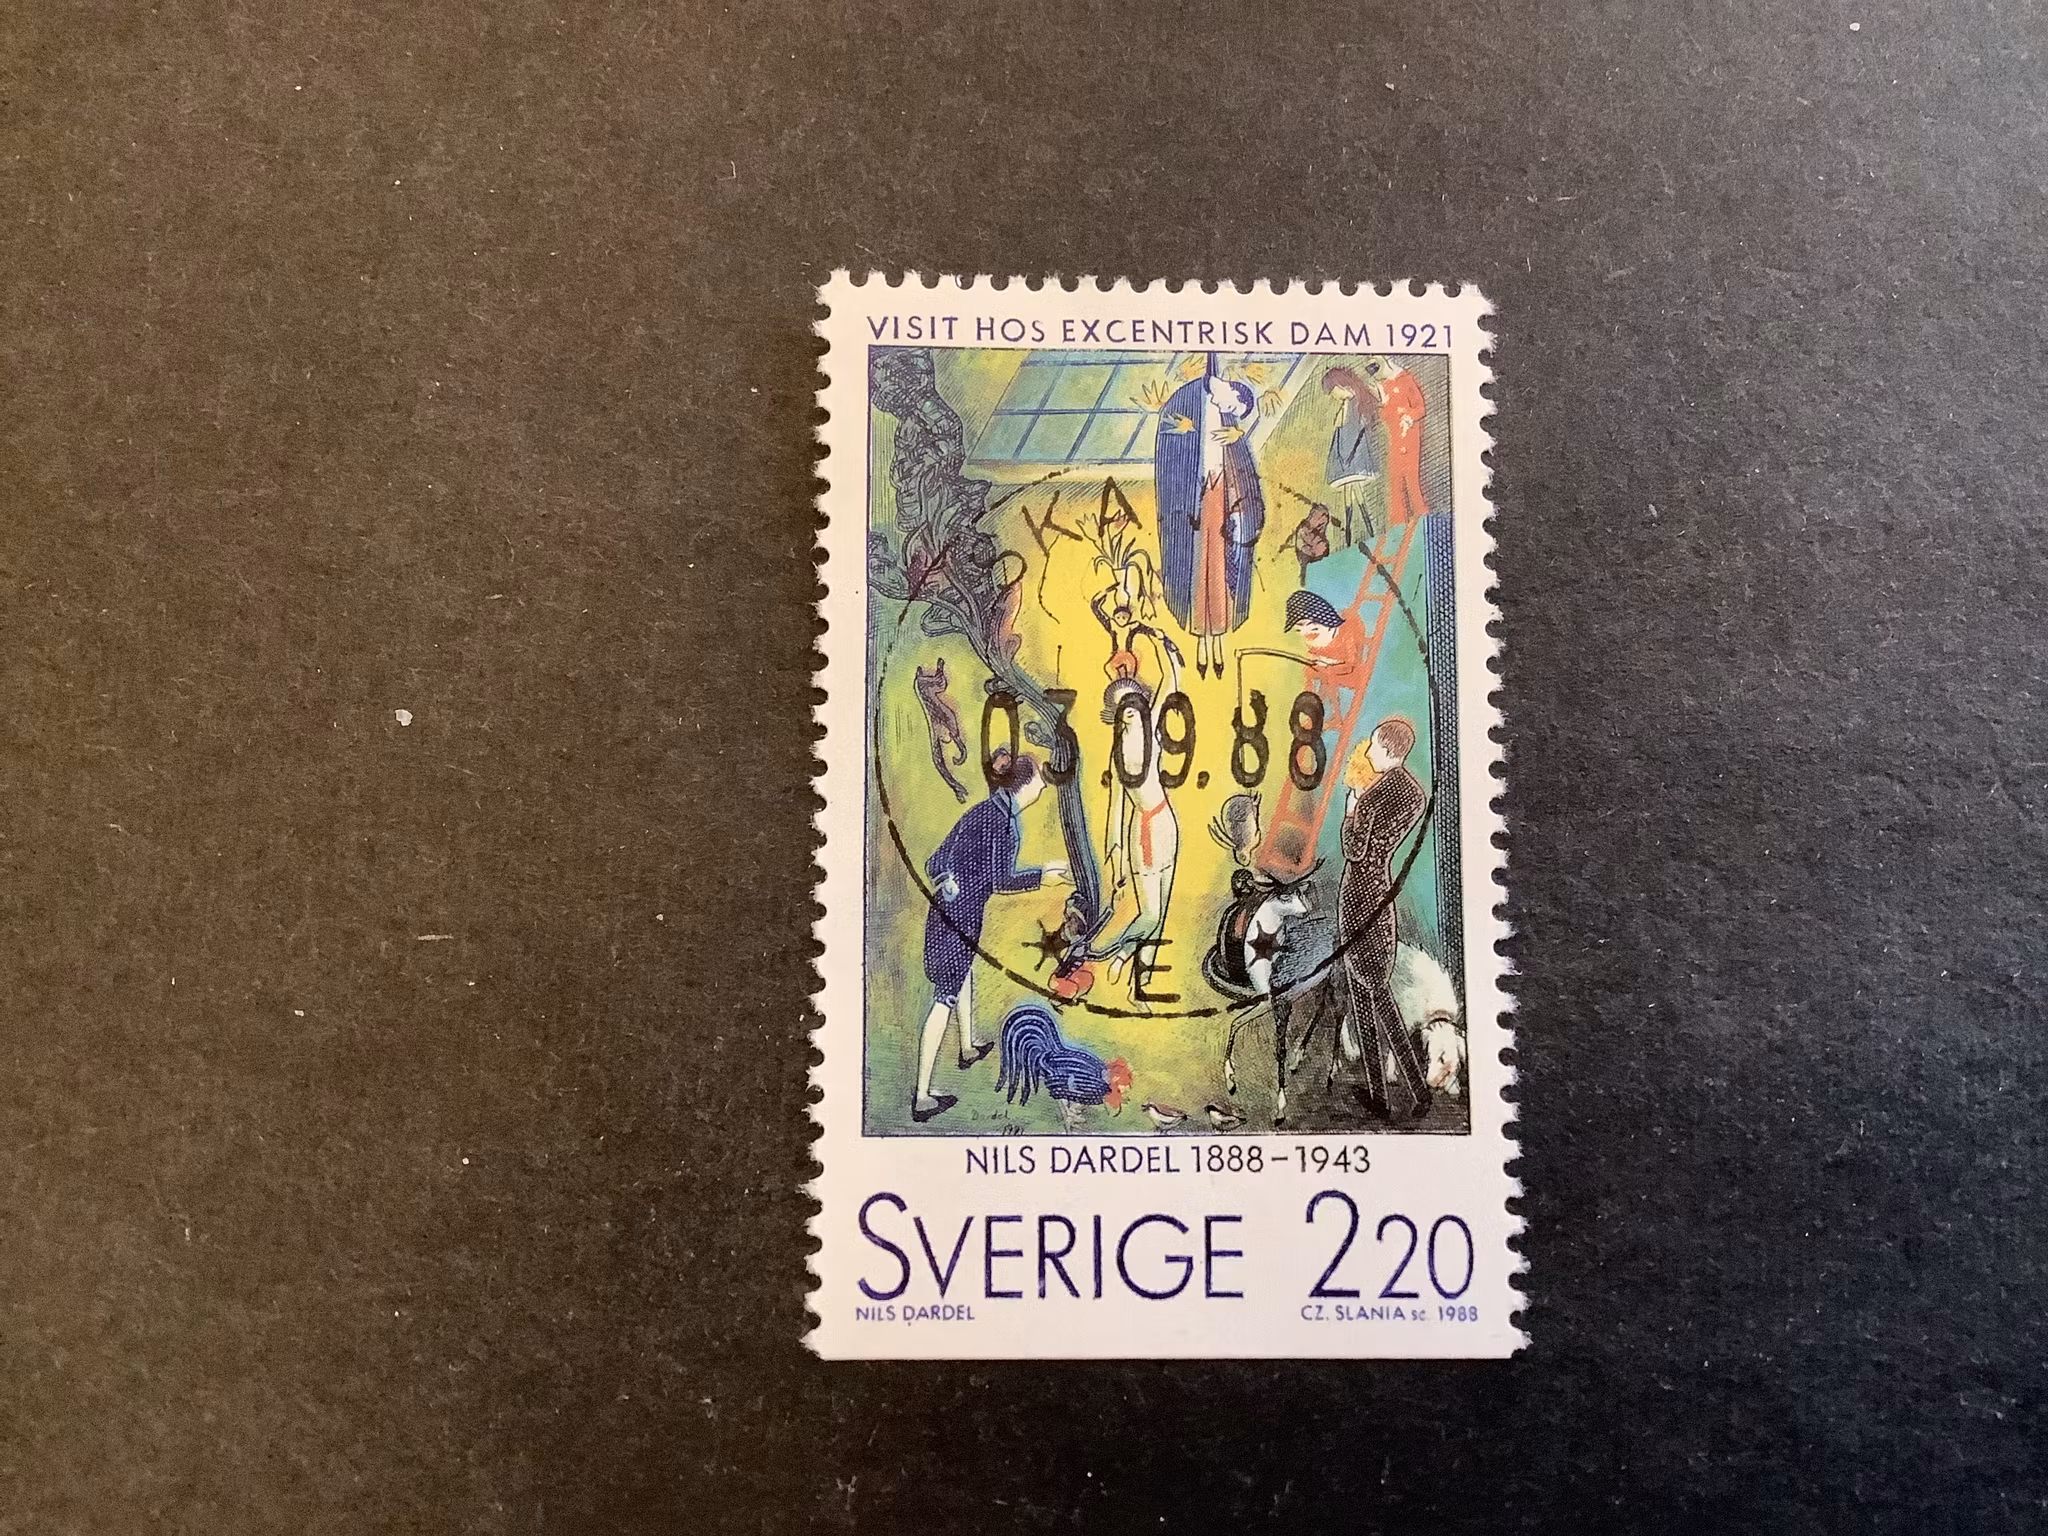 VISIT HOS EXCENTRISK DAM 1921
03.09.88
E
Dardel
NILS DARDEL 1888–1943
SVERIGE 220
NILS DARDEL CZ. SLANIA sc. 1988